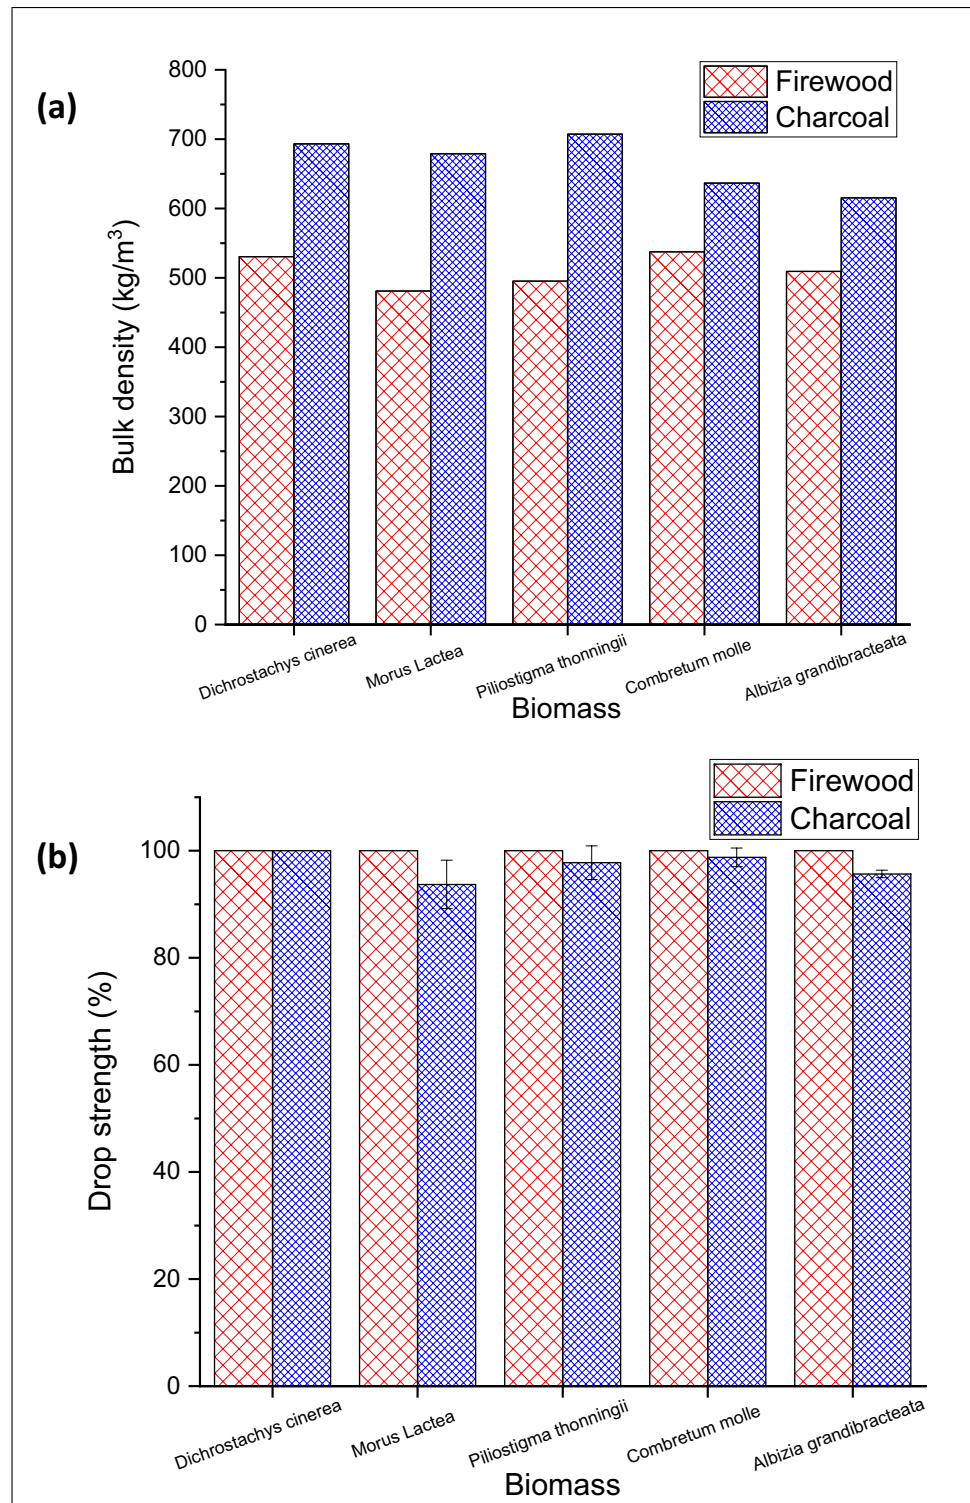 (a)
Firewood
Charcoal
Bulk density (kg/m³)
800
700
600
500
400
300
200
100
0
Dichrostachys cinerea
Morus Lactea
Piliostigma thonningii
Combretum molle
Albizia grandibracteata
Biomass
(b)
Firewood
Charcoal
Drop strength (%)
100
80
60
40
20
0
Dichrostachys cinerea
Morus Lactea
Piliostigma thonningii
Combretum molle
Albizia grandibracteata
Biomass